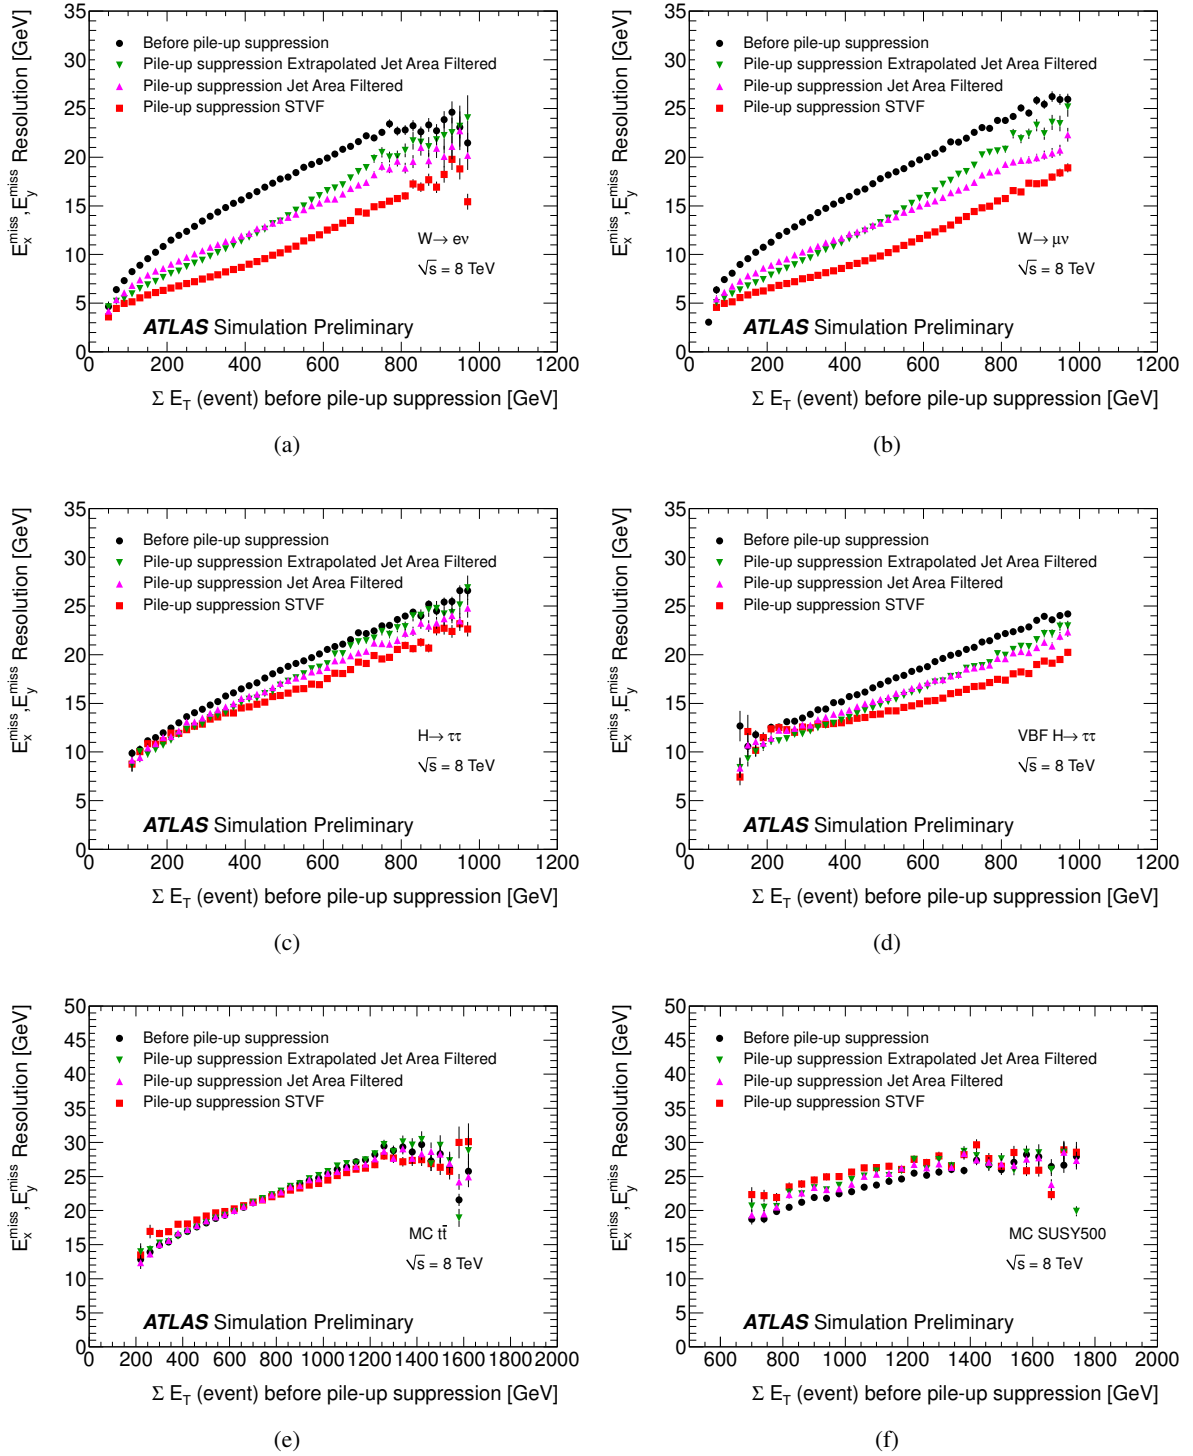 E_x^miss, E_y^miss Resolution [GeV]
35
30
25
20
15
10
5
0
Before pile-up suppression
Pile-up suppression Extrapolated Jet Area Filtered
Pile-up suppression Jet Area Filtered
Pile-up suppression STVF
W→ eν
√s = 8 TeV
ATLAS Simulation Preliminary
0 200 400 600 800 1000 1200
Σ E_T (event) before pile-up suppression [GeV]
(a)
E_x^miss, E_y^miss Resolution [GeV]
35
30
25
20
15
10
5
0
Before pile-up suppression
Pile-up suppression Extrapolated Jet Area Filtered
Pile-up suppression Jet Area Filtered
Pile-up suppression STVF
W→ μν
√s = 8 TeV
ATLAS Simulation Preliminary
0 200 400 600 800 1000 1200
Σ E_T (event) before pile-up suppression [GeV]
(b)
E_x^miss, E_y^miss Resolution [GeV]
35
30
25
20
15
10
5
0
Before pile-up suppression
Pile-up suppression Extrapolated Jet Area Filtered
Pile-up suppression Jet Area Filtered
Pile-up suppression STVF
H→ ττ
√s = 8 TeV
ATLAS Simulation Preliminary
0 200 400 600 800 1000 1200
Σ E_T (event) before pile-up suppression [GeV]
(c)
E_x^miss, E_y^miss Resolution [GeV]
35
30
25
20
15
10
5
0
Before pile-up suppression
Pile-up suppression Extrapolated Jet Area Filtered
Pile-up suppression Jet Area Filtered
Pile-up suppression STVF
VBF H→ ττ
√s = 8 TeV
ATLAS Simulation Preliminary
0 200 400 600 800 1000 1200
Σ E_T (event) before pile-up suppression [GeV]
(d)
E_x^miss, E_y^miss Resolution [GeV]
50
45
40
35
30
25
20
15
10
5
0
Before pile-up suppression
Pile-up suppression Extrapolated Jet Area Filtered
Pile-up suppression Jet Area Filtered
Pile-up suppression STVF
MC tt̄
√s = 8 TeV
ATLAS Simulation Preliminary
0 200 400 600 800 1000 1200 1400 1600 1800 2000
Σ E_T (event) before pile-up suppression [GeV]
(e)
E_x^miss, E_y^miss Resolution [GeV]
50
45
40
35
30
25
20
15
10
5
0
Before pile-up suppression
Pile-up suppression Extrapolated Jet Area Filtered
Pile-up suppression Jet Area Filtered
Pile-up suppression STVF
MC SUSY500
√s = 8 TeV
ATLAS Simulation Preliminary
600 800 1000 1200 1400 1600 1800 2000
Σ E_T (event) before pile-up suppression [GeV]
(f)